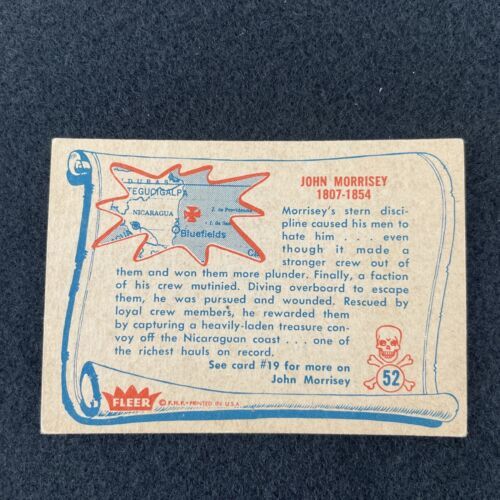 JOHN MORRISEY
1807-1854
DURAS
TEGUCIGALPA
NICARAGUA
I. de Providencia
Bluefields
Morrisey's stern disci-
pline caused his men to
hate him . . . even
though it made a
stronger crew out of
them and won them more plunder. Finally, a faction
of his crew mutinied. Diving overboard to escape
them, he was pursued and wounded. Rescued by
loyal crew members, he rewarded them
by capturing a heavily-laden treasure con-
voy off the Nicaraguan coast . . . one of
the richest hauls on record.
See card #19 for more on
John Morrisey
52
FLEER
© F.H.F. • PRINTED IN U.S.A.